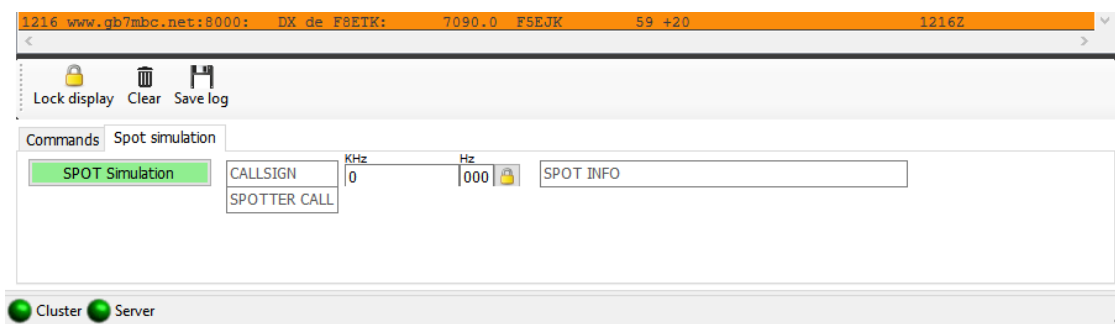 1216 www.gb7mbc.net:8000: DX de F8ETK: 7090.0 F5EJK 59 +20 1216Z
Lock display Clear Save log
Commands Spot simulation
KHz Hz
SPOT Simulation CALLSIGN 0 000 SPOT INFO
SPOTTER CALL
Cluster Server